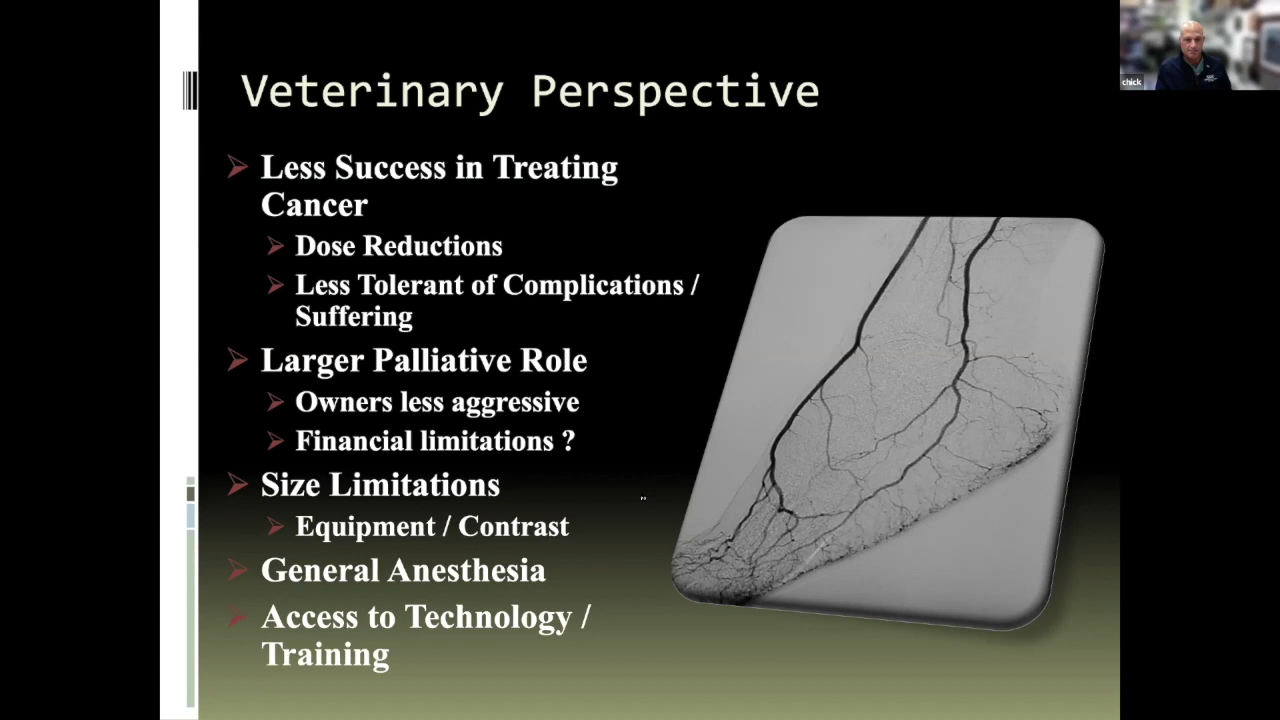 Veterinary Perspective
Less Success in Treating
Cancer
Dose Reductions
Less Tolerant of Complications /
Suffering
Larger Palliative Role
Owners less aggressive
Financial limitations ?
Size Limitations
Equipment / Contrast
General Anesthesia
Access to Technology /
Training
chick